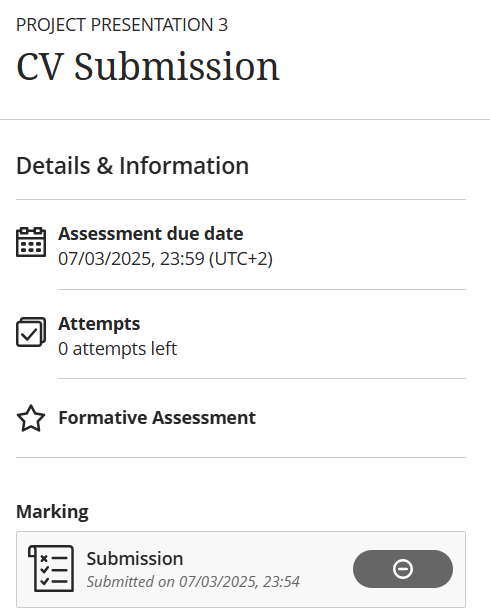 PROJECT PRESENTATION 3
CV Submission
Details & Information
Assessment due date
07/03/2025, 23:59 (UTC+2)
Attempts
0 attempts left
Formative Assessment
Marking
Submission
Submitted on 07/03/2025, 23:54